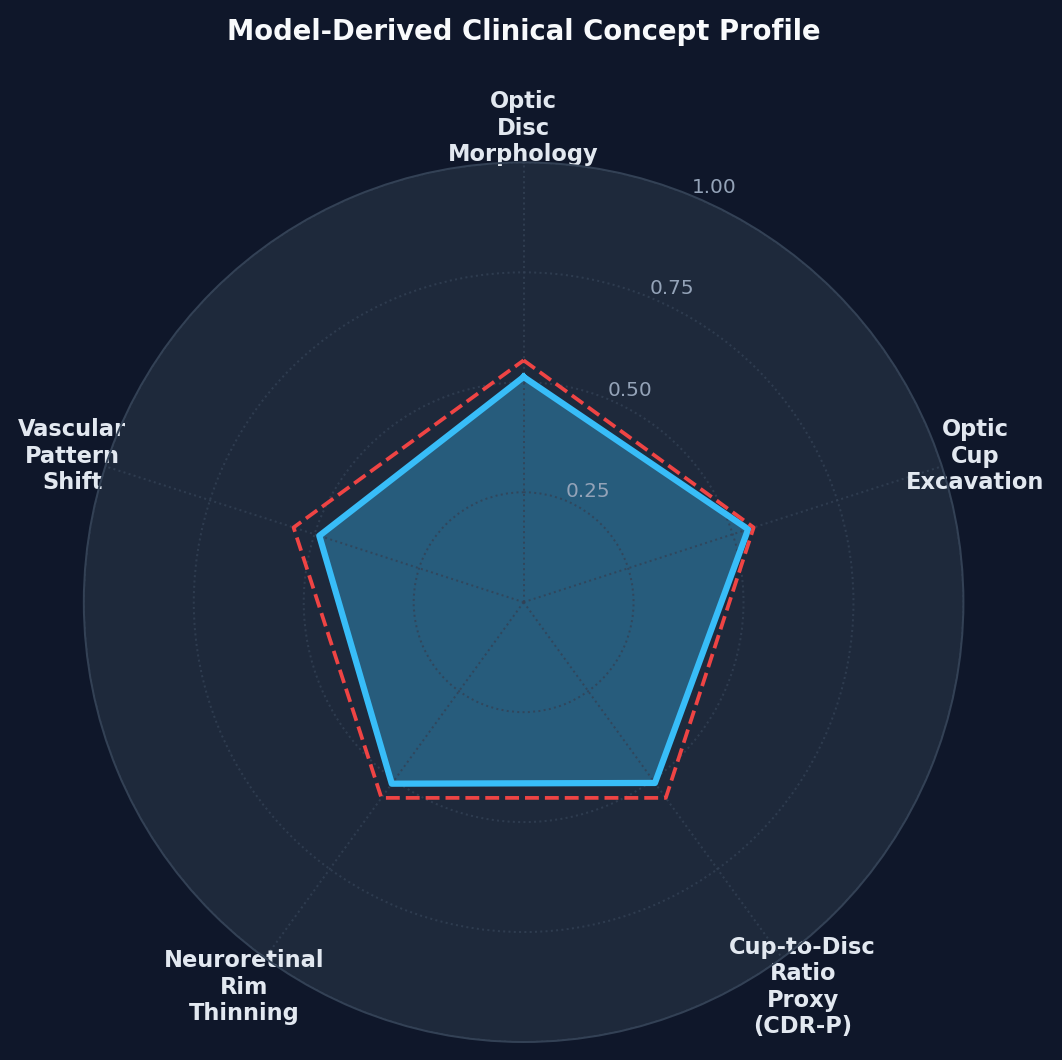 Model-Derived Clinical Concept Profile
Optic
Disc
Morphology
1.00
0.75
0.50
0.25
Vascular
Pattern
Shift
Optic
Cup
Excavation
Neuroretinal
Rim
Thinning
Cup-to-Disc
Ratio
Proxy
(CDR-P)